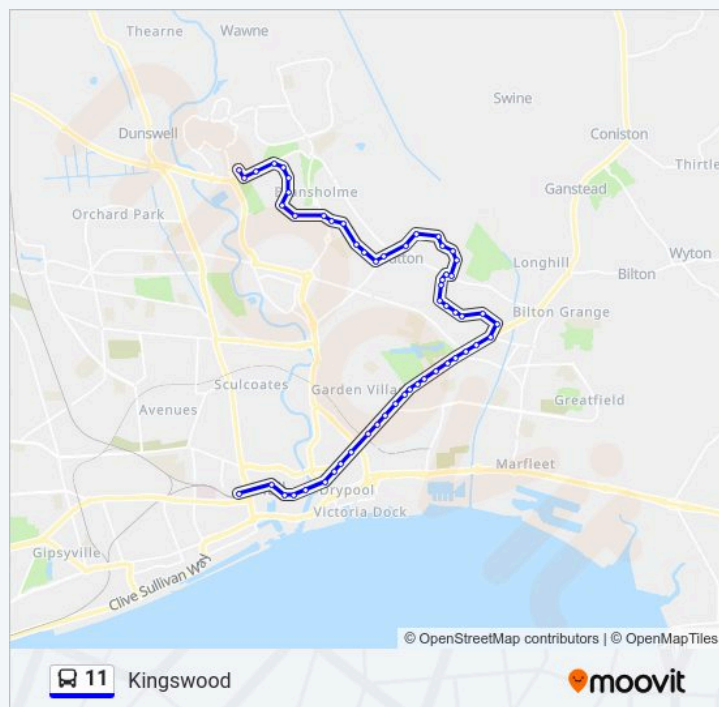 Thearne
Wawne
Swine
Dunswell
Coniston
Thirtle
Ganstead
Orchard Park
Longhill
Wyton
Bilton
Bilton Grange
Sculcoates
Garden Villag
Avenues
Greatfield
Marfleet
Drypool
Victoria Dock
Gipsyville
Clive Sullivan Way
© OpenStreetMap contributors | © OpenMapTiles
11 Kingswood
moovit